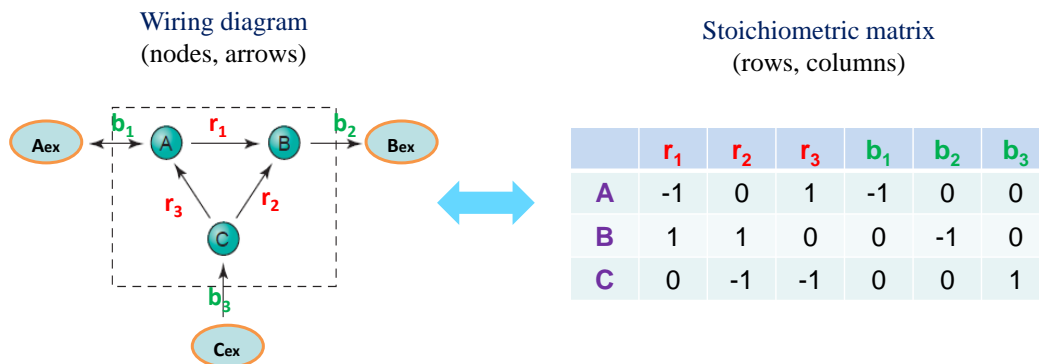 Wiring diagram
(nodes, arrows)
Stoichiometric matrix
(rows, columns)
Aex
b1
A
r1
B
b2
Bex
r3
r2
C
b3
Cex
r1 r2 r3 b1 b2 b3
A -1 0 1 -1 0 0
B 1 1 0 0 -1 0
C 0 -1 -1 0 0 1